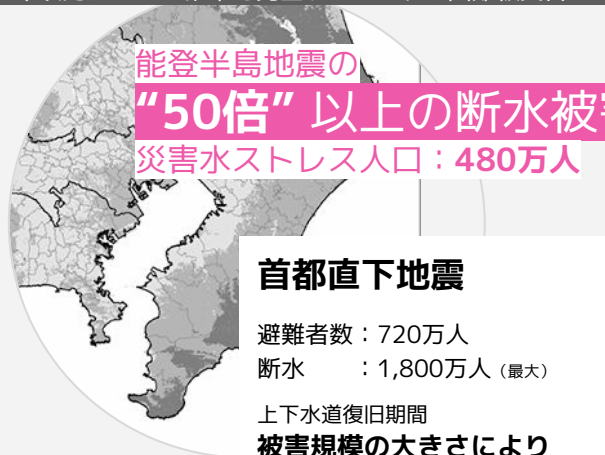 能登半島地震の
“50倍” 以上の断水被
災害水ストレス人口：480万人
首都直下地震
避難者数：720万人
断水　　：1,800万人（最大）
上下水道復旧期間
被害規模の大きさにより